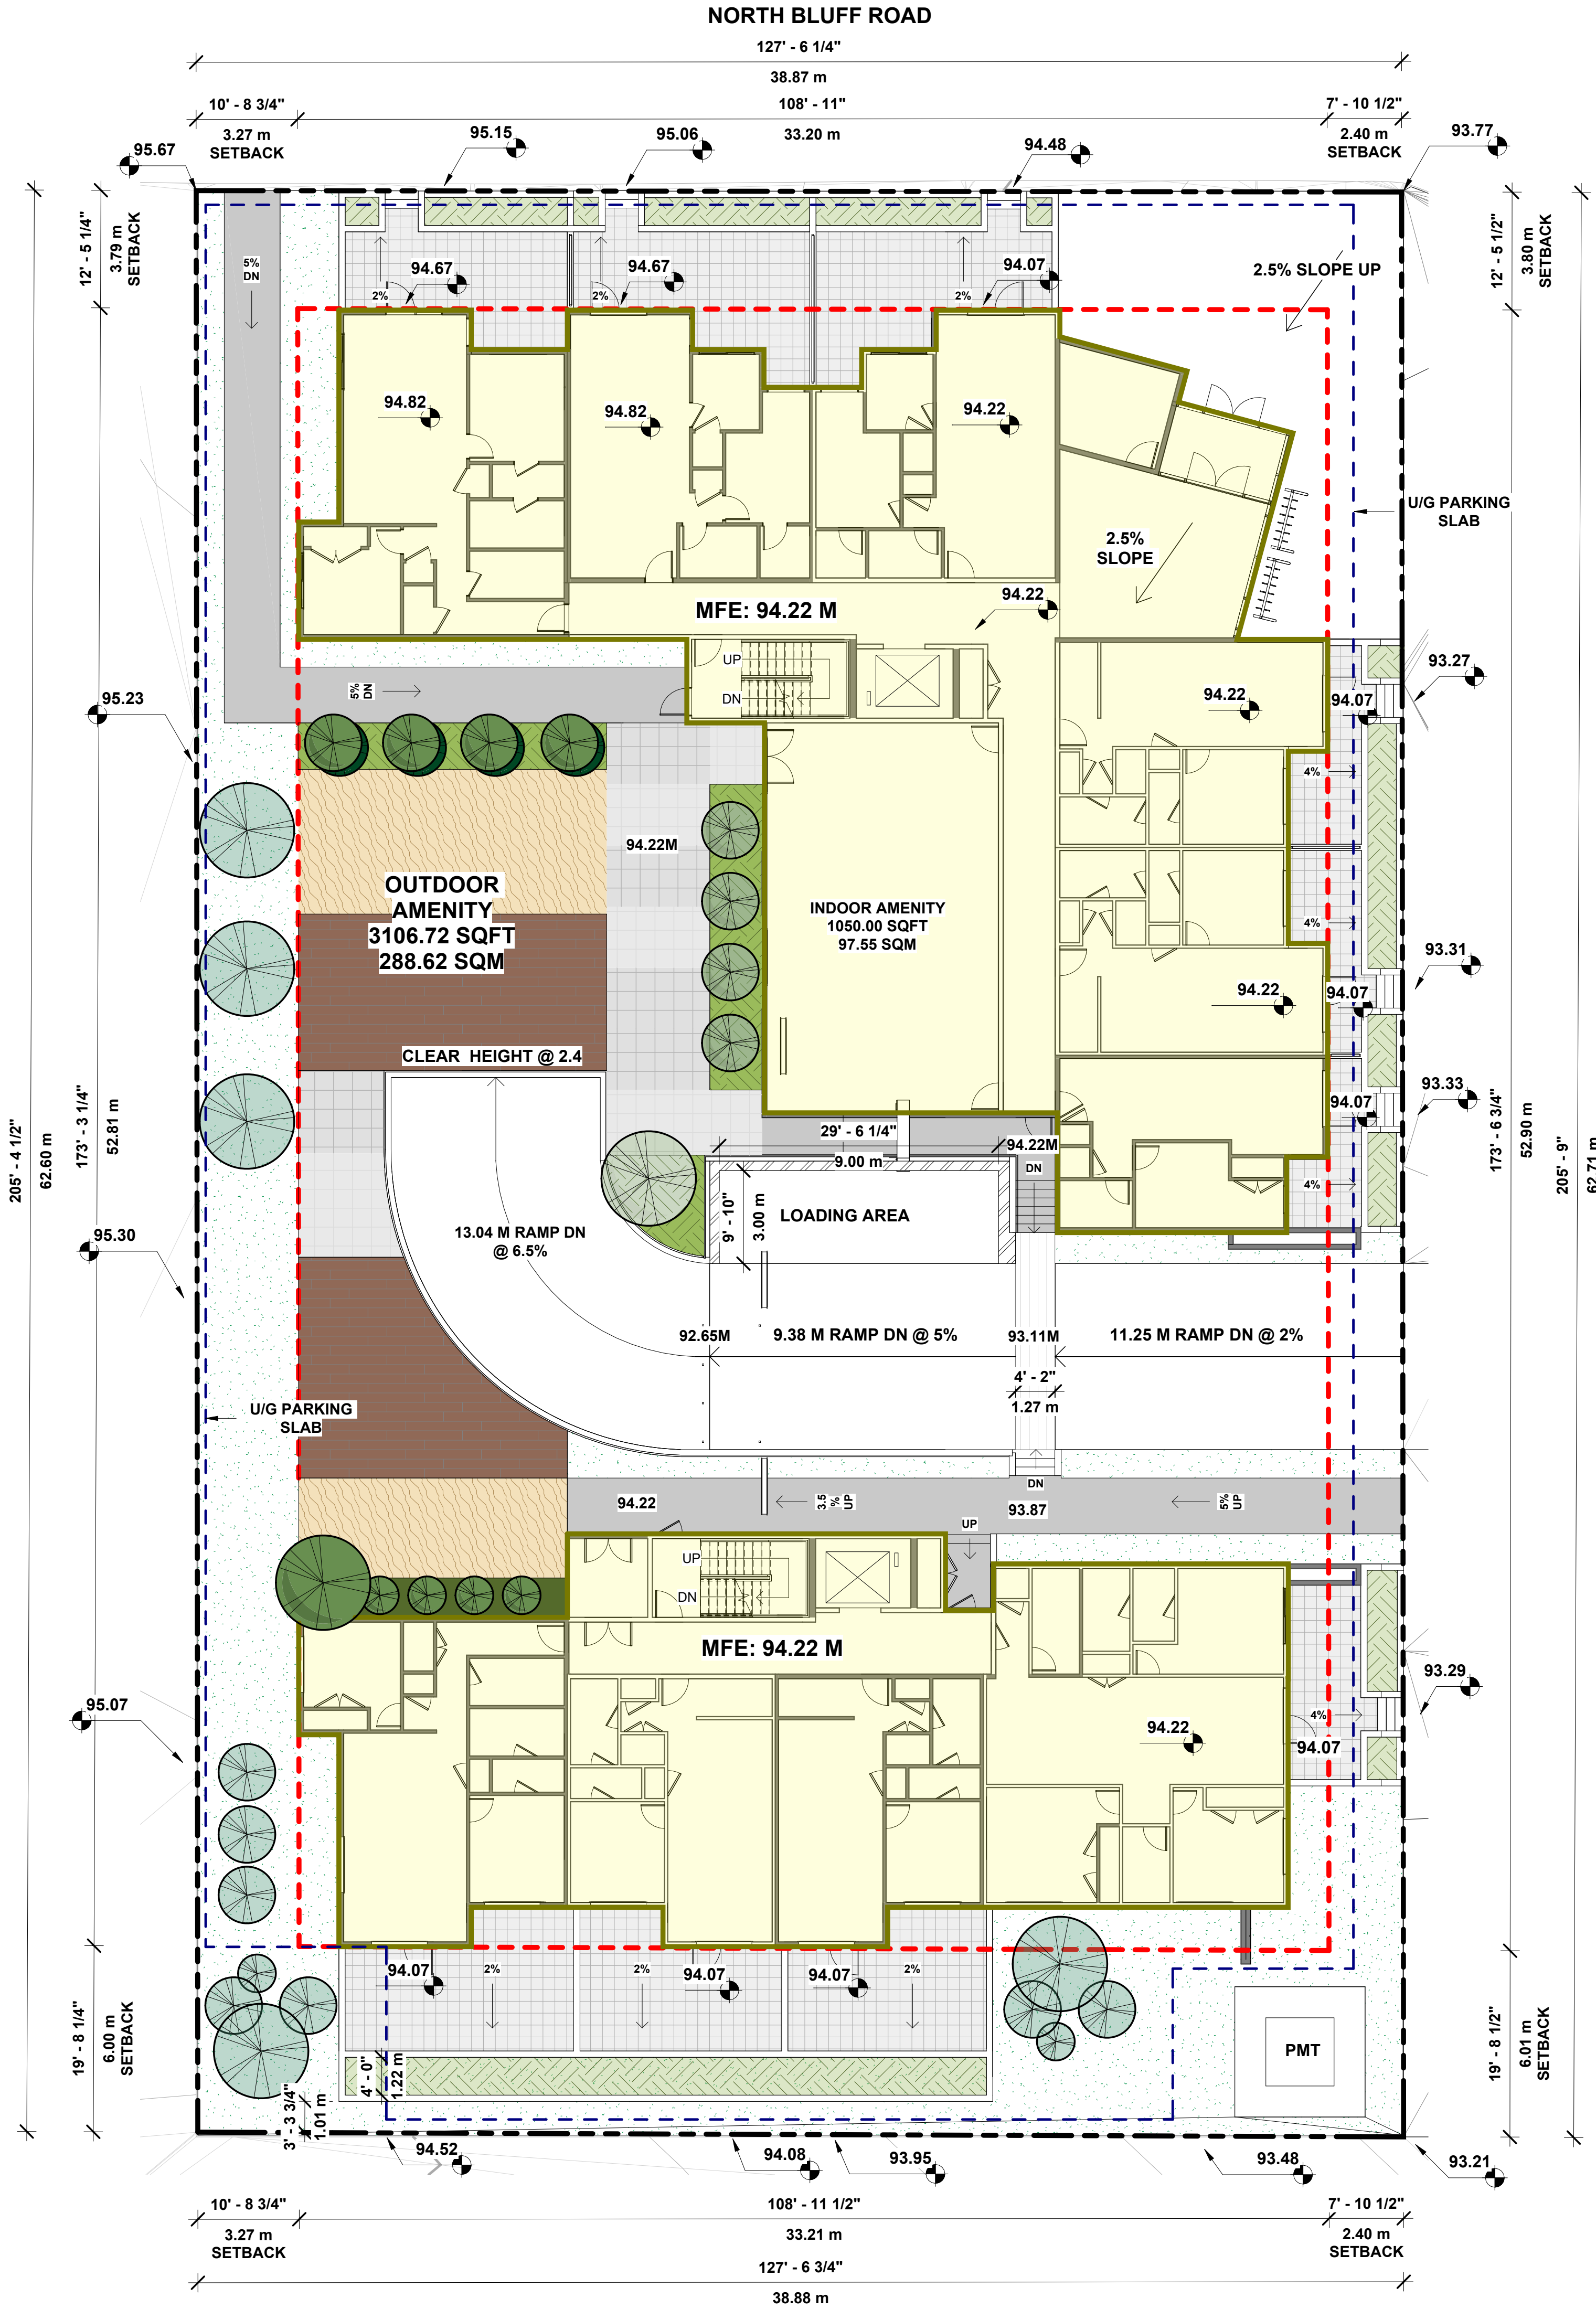 NORTH BLUFF ROAD
127' - 6 1/4"
38.87 m
10' - 8 3/4"
108' - 11"
7' - 10 1/2"
3.27 m
SETBACK
33.20 m
2.40 m
SETBACK
95.67
95.15
95.06
94.48
93.77
12' - 5 1/4"
3.79 m
SETBACK
12' - 5 1/2"
3.80 m
SETBACK
5%
DN
94.67
94.67
94.07
2%
2%
2%
2.5% SLOPE UP
94.82
94.82
94.22
U/G PARKING
SLAB
2.5%
SLOPE
MFE: 94.22 M
94.22
UP
DN
5%
DN
95.23
94.22
94.07
93.27
4%
94.22M
OUTDOOR
AMENITY
3106.72 SQFT
288.62 SQM
INDOOR AMENITY
1050.00 SQFT
97.55 SQM
4%
93.31
94.22
94.07
CLEAR HEIGHT @ 2.4
93.33
94.07
205' - 4 1/2"
62.60 m
173' - 3 1/4"
52.81 m
173' - 6 3/4"
52.90 m
205' - 9"
62.71 m
29' - 6 1/4"
9.00 m
94.22M
DN
4%
9' - 10"
3.00 m
LOADING AREA
95.30
13.04 M RAMP DN
@ 6.5%
92.65M
9.38 M RAMP DN @ 5%
93.11M
11.25 M RAMP DN @ 2%
4' - 2"
1.27 m
U/G PARKING
SLAB
94.22
3.5
%
UP
DN
93.87
5%
UP
UP
UP
DN
MFE: 94.22 M
95.07
93.29
94.22
4%
94.07
94.07
2%
2%
94.07
94.07
2%
19' - 8 1/4"
6.00 m
SETBACK
19' - 8 1/2"
6.01 m
SETBACK
PMT
4' - 0"
1.22 m
3' - 3 3/4"
1.01 m
94.52
94.08
93.95
93.48
93.21
10' - 8 3/4"
108' - 11 1/2"
7' - 10 1/2"
3.27 m
SETBACK
33.21 m
2.40 m
SETBACK
127' - 6 3/4"
38.88 m